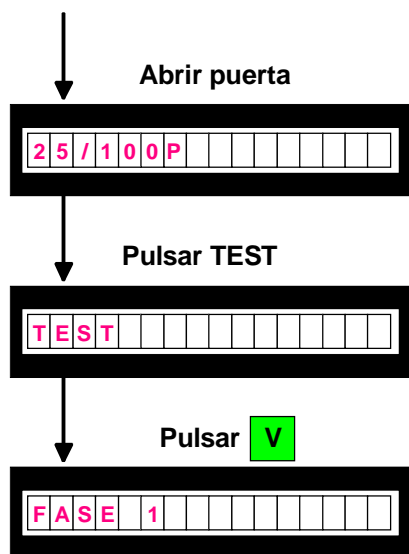 Abrir puerta
25/100P
Pulsar TEST
TEST
Pulsar V
FASE 1